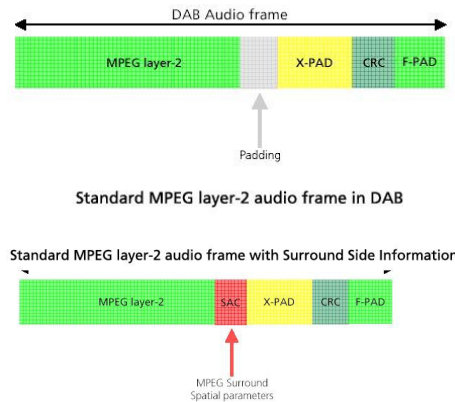 DAB Audio frame
MPEG layer-2 X-PAD CRC F-PAD
Padding
Standard MPEG layer-2 audio frame in DAB
Standard MPEG layer-2 audio frame with Surround Side Information
MPEG layer-2 SAC X-PAD CRC F-PAD
MPEG Surround
Spatial parameters